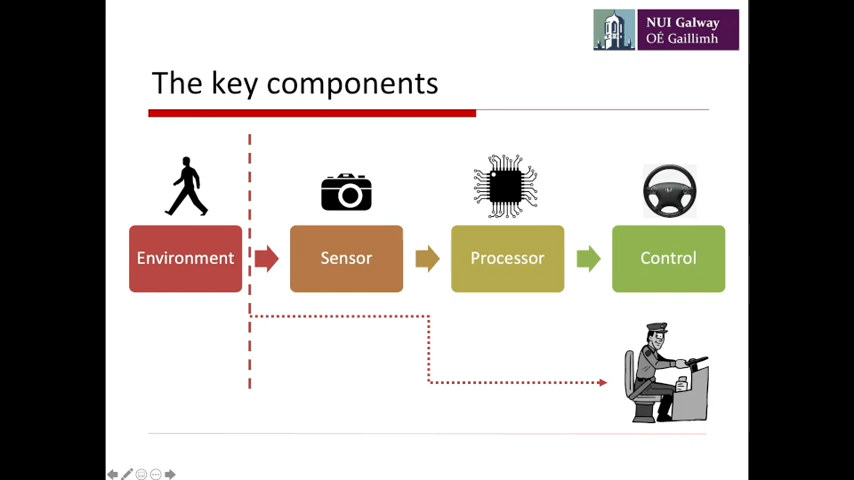 NUI Galway
OÉ Gaillimh
The key components
Environment
Sensor
Processor
Control